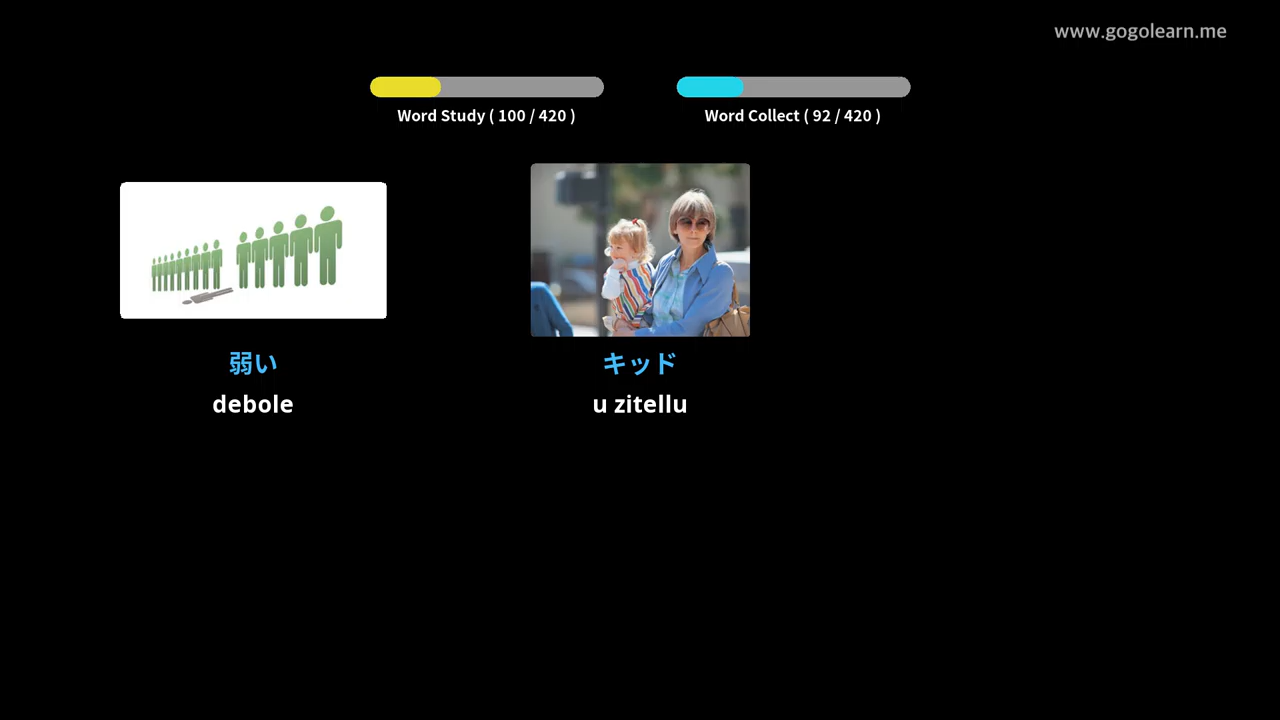 www.gogolearn.me
Word Study ( 100 / 420 )
Word Collect ( 92 / 420 )
弱い
debole
キッド
u zitellu